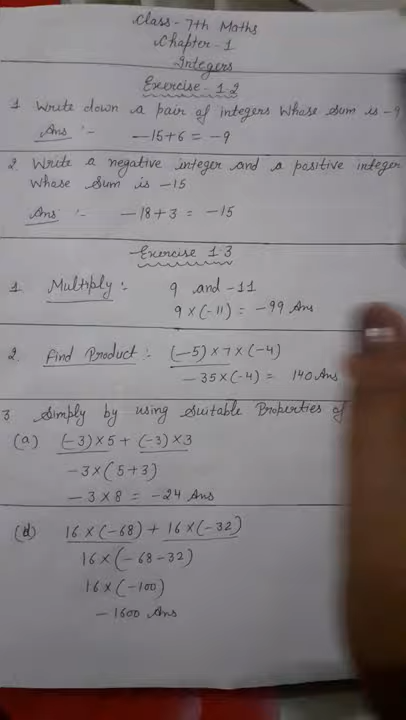 Class - 7th Maths
Chapter - 1
Integers
Exercise - 1.2
1 Write down a pair of integers whose sum is -9
Ans :- -15+6 = -9
2 Write a negative integer and a positive integer
whose sum is -15
Ans :- -18+3 = -15
Exercise 1.3
1. Multiply :- 9 and -11
9 × (-11) = -99 Ans
2. Find Product :- (-5) × 7 × (-4)
-35 × (-4) = 140 Ans
3 Simply by using suitable Properties of
(a) (-3) × 5 + (-3) × 3
-3 × (5+3)
-3 × 8 = -24 Ans
(d) 16 × (-68) + 16 × (-32)
16 × (-68-32)
16 × (-100)
-1600 Ans